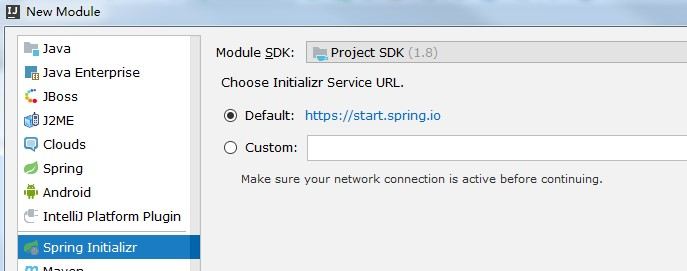 New Module
Java
Java Enterprise
JBoss
J2ME
Clouds
Spring
Android
IntelliJ Platform Plugin
Spring Initializr
Maven
Module SDK: Project SDK (1.8)
Choose Initializr Service URL.
Default: https://start.spring.io
Custom:
Make sure your network connection is active before continuing.